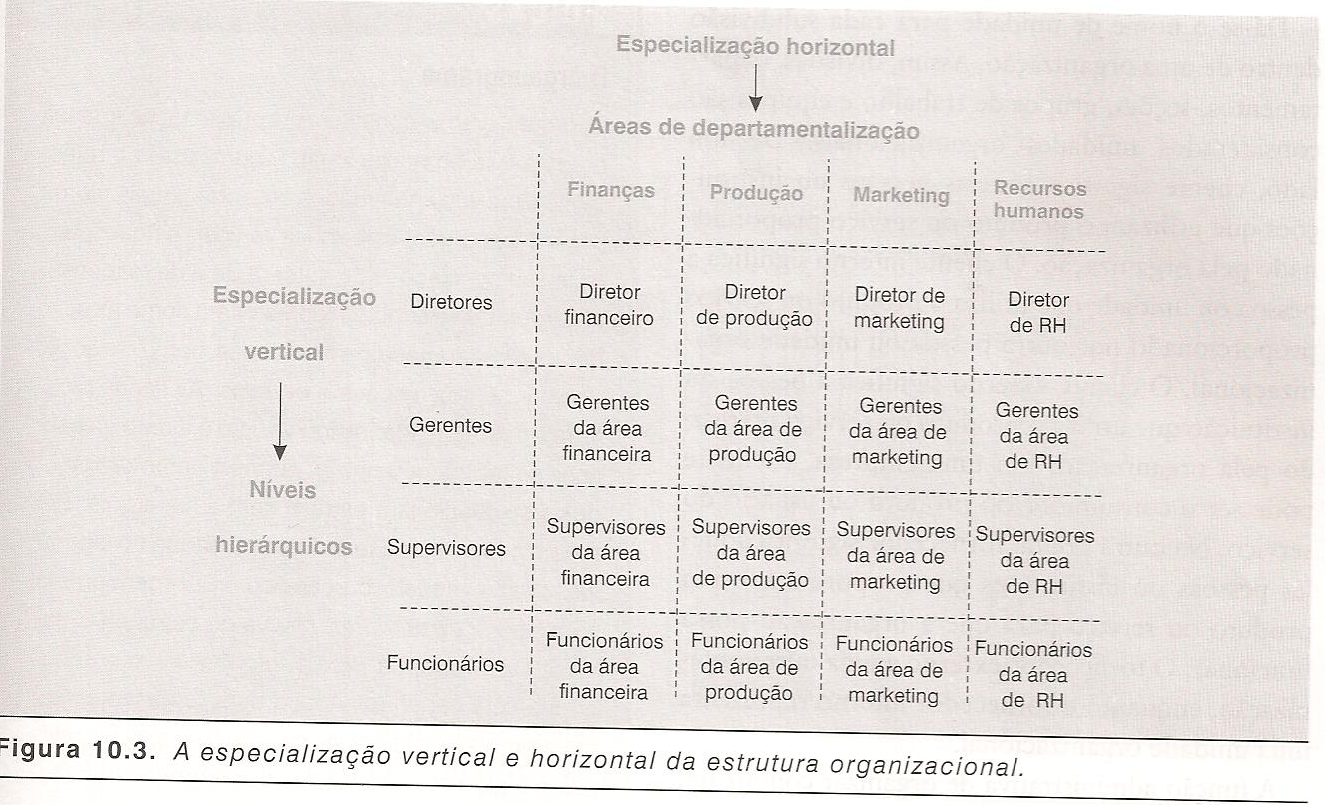 Especialização horizontal
Áreas de departamentalização
Finanças
Produção
Marketing
Recursos
humanos
Especialização
vertical
Níveis
hierárquicos
Diretores
Diretor
financeiro
Diretor
de produção
Diretor de
marketing
Diretor
de RH
Gerentes
Gerentes
da área
financeira
Gerentes
da área de
produção
Gerentes
da área de
marketing
Gerentes
da área
de RH
Supervisores
Supervisores
da área
financeira
Supervisores
da área
de produção
Supervisores
da área de
marketing
Supervisores
da área
de RH
Funcionários
Funcionários
da área
financeira
Funcionários
da área de
produção
Funcionários
da área de
marketing
Funcionários
da área
de RH
Figura 10.3. A especialização vertical e horizontal da estrutura organizacional.